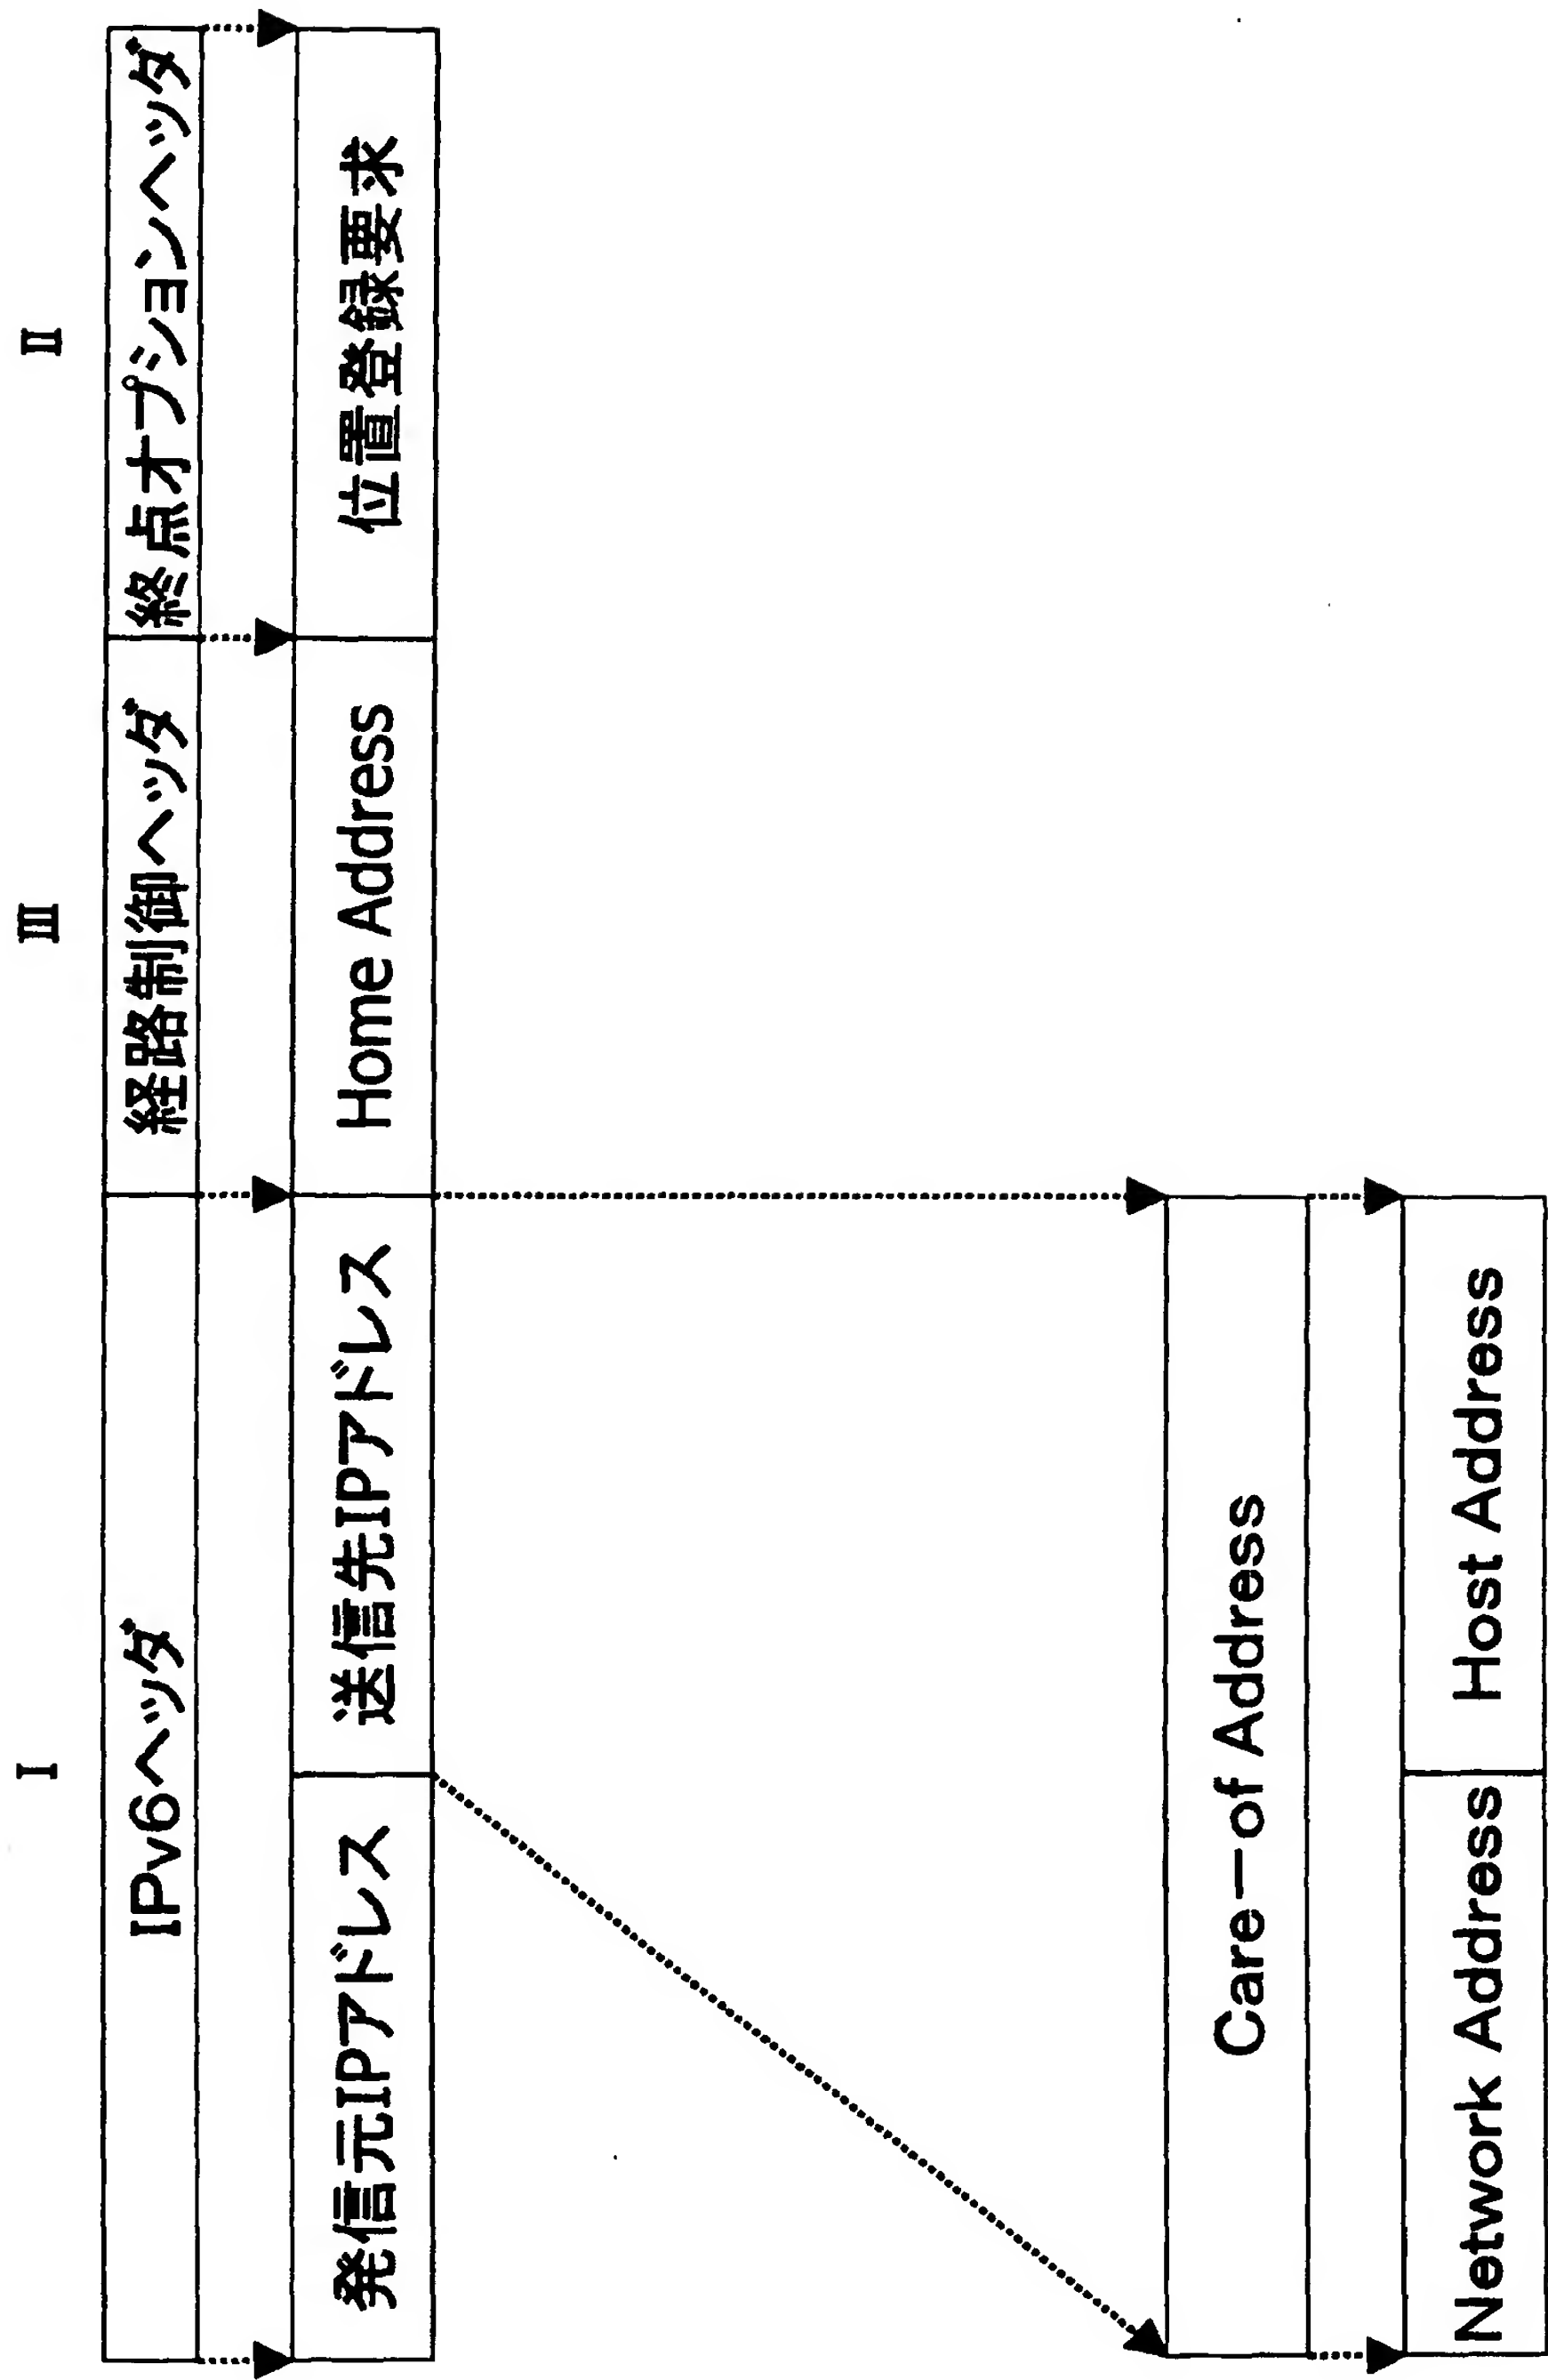 I
III
II
IPv6ヘッダ
経路制御ヘッダ
終点オプションヘッダ
発信元IPアドレス
送信先IPアドレス
Home Address
位置登録要求
Care-of Address
Network Address
Host Address